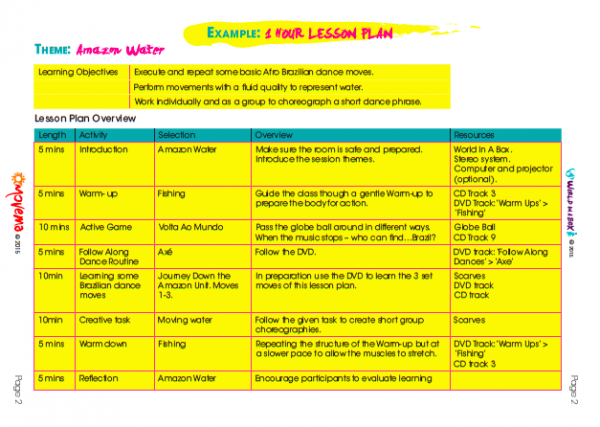 EXAMPLE: 1 HOUR LESSON PLAN
THEME: Amazon Water
Learning Objectives Execute and repeat some basic Afro Brazilian dance moves.
Perform movements with a fluid quality to represent water.
Work individually and as a group to choreograph a short dance phrase.
Lesson Plan Overview
Length Activity Selection Overview Resources
5 mins Introduction Amazon Water Make sure the room is safe and prepared. World In A Box.
Introduce the session themes. Stereo system.
Computer and projector
(optional).
5 mins Warm- up Fishing Guide the class though a gentle Warm-up to CD Track 3
prepare the body for action. DVD Track: 'Warm Ups' >
'Fishing'
10 mins Active Game Volta Ao Mundo Pass the globe ball around in different ways. Globe Ball
When the music stops – who can find...Brazil? CD Track 9
5 mins Follow Along Axé Follow the DVD. DVD track: 'Follow Along
Dance Routine Dances' > 'Axe'
10min Learning some Journey Down the In preparation use the DVD to learn the 3 set Scarves
Brazilian dance Amazon Unit. Moves moves of this lesson plan. DVD track
moves 1-3. CD track
10min Creative task Moving water Follow the given task to create short group Scarves
choreographies.
5 mins Warm down Fishing Repeating the structure of the Warm-up but at DVD Track: 'Warm Ups' >
a slower pace to allow the muscles to stretch. 'Fishing'
CD track 3
5 mins Reflection Amazon Water Encourage participants to evaluate learning
Movema © 2015
WORLD IN A BOX © 2015
Page 2
Page 2